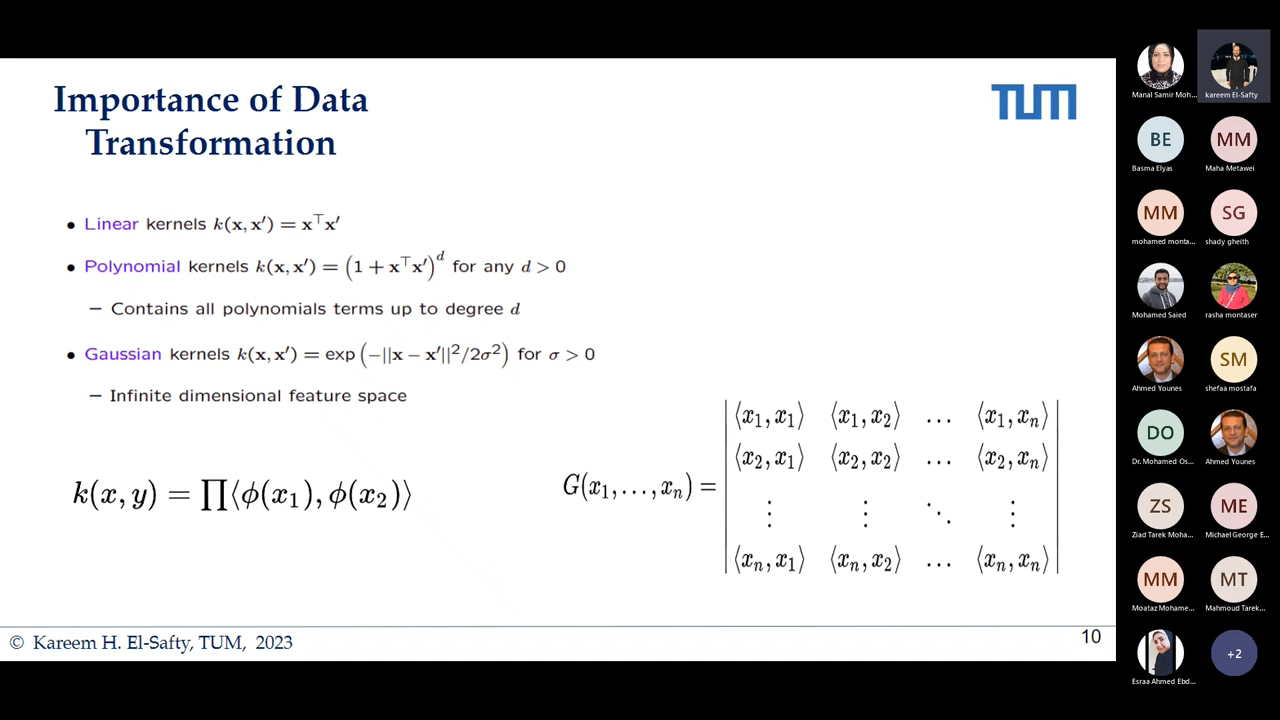 Importance of Data
Transformation
TUM
• Linear kernels k(x, x′) = x⊤x′
• Polynomial kernels k(x, x′) = (1 + x⊤x′)^d for any d > 0
– Contains all polynomials terms up to degree d
• Gaussian kernels k(x, x′) = exp (−||x − x′||²/2σ²) for σ > 0
– Infinite dimensional feature space
k(x, y) = ∏⟨ϕ(x₁), ϕ(x₂)⟩
G(x₁,…,xₙ) =
⟨x₁, x₁⟩ ⟨x₁, x₂⟩ … ⟨x₁, xₙ⟩
⟨x₂, x₁⟩ ⟨x₂, x₂⟩ … ⟨x₂, xₙ⟩
⋮ ⋮ ⋱ ⋮
⟨xₙ, x₁⟩ ⟨xₙ, x₂⟩ … ⟨xₙ, xₙ⟩
© Kareem H. El-Safty, TUM, 2023
10
Manal Samir Moh...
kareem El-Safty
BE
Basma Elyas
MM
Maha Metawei
MM
mohamed monta...
SG
shady gheith
Mohamed Saied
rasha montaser
Ahmed Younes
SM
shefaa mostafa
DO
Dr. Mohamed Os...
Ahmed Younes
ZS
Ziad Tarek Moha...
ME
Michael George E...
MM
Moataz Mohame...
MT
Mahmoud Tarek...
Esraa Ahmed Ebd...
+2